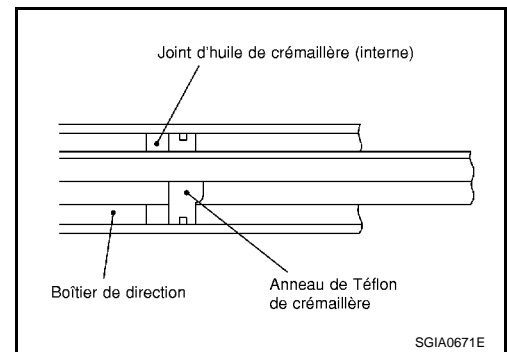 Joint d'huile de crémaillère (interne)
Boîtier de direction
Anneau de Téflon
de crémaillère
SGIA0671E